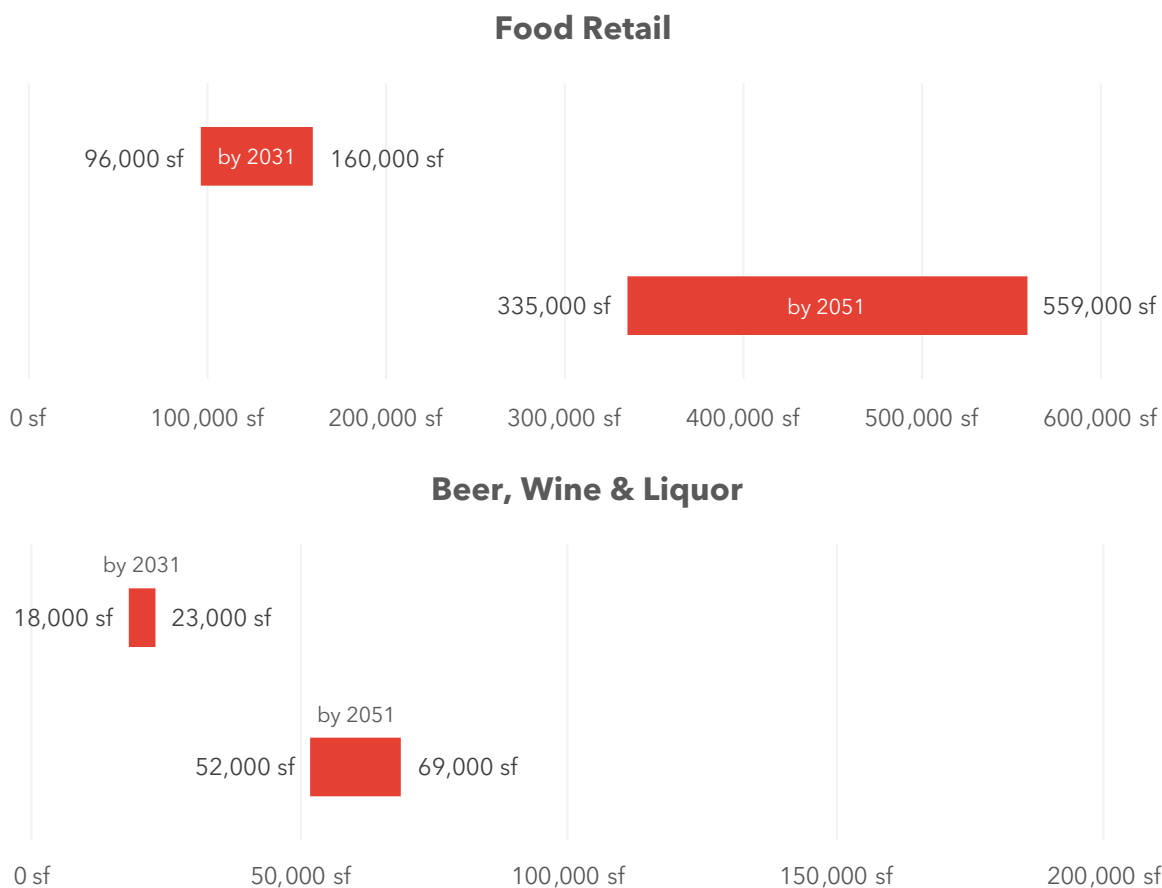 Food Retail
96,000 sf by 2031 160,000 sf
335,000 sf by 2051 559,000 sf
0 sf 100,000 sf 200,000 sf 300,000 sf 400,000 sf 500,000 sf 600,000 sf
Beer, Wine & Liquor
by 2031
18,000 sf 23,000 sf
by 2051
52,000 sf 69,000 sf
0 sf 50,000 sf 100,000 sf 150,000 sf 200,000 sf